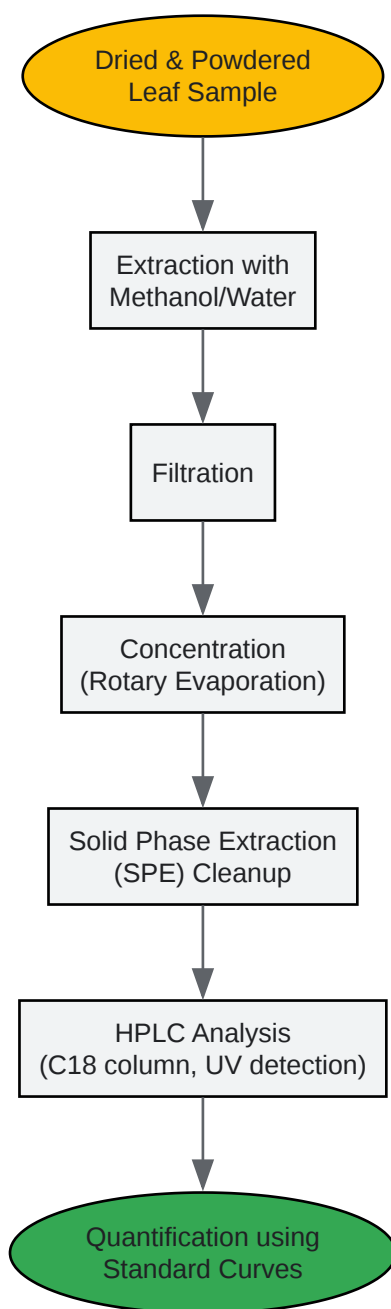 Dried & Powdered
Leaf Sample
Extraction with
Methanol/Water
Filtration
Concentration
(Rotary Evaporation)
Solid Phase Extraction
(SPE) Cleanup
HPLC Analysis
(C18 column, UV detection)
Quantification using
Standard Curves